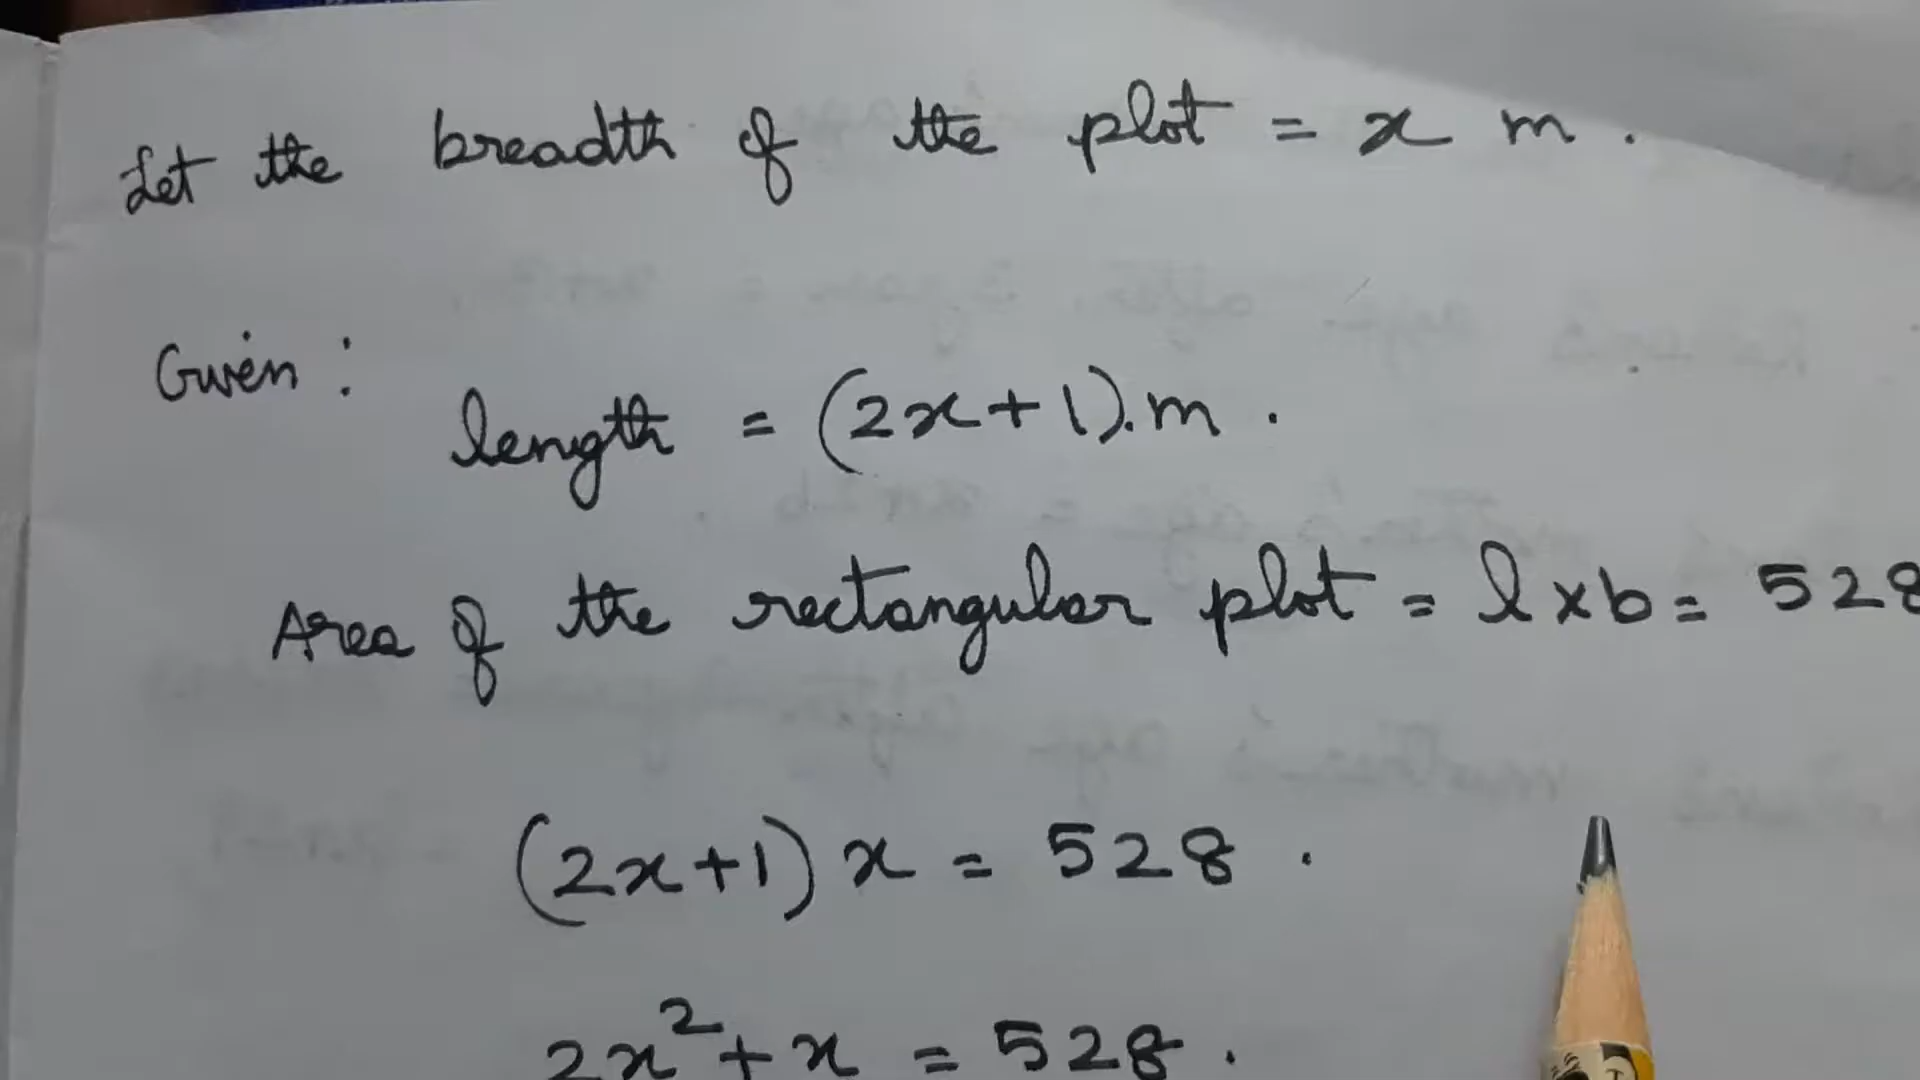 Let the breadth of the plot = x m.
Given:
length = (2x+1).m.
Area of the rectangular plot = l x b = 528
(2x+1) x = 528.
2x² + x = 528.